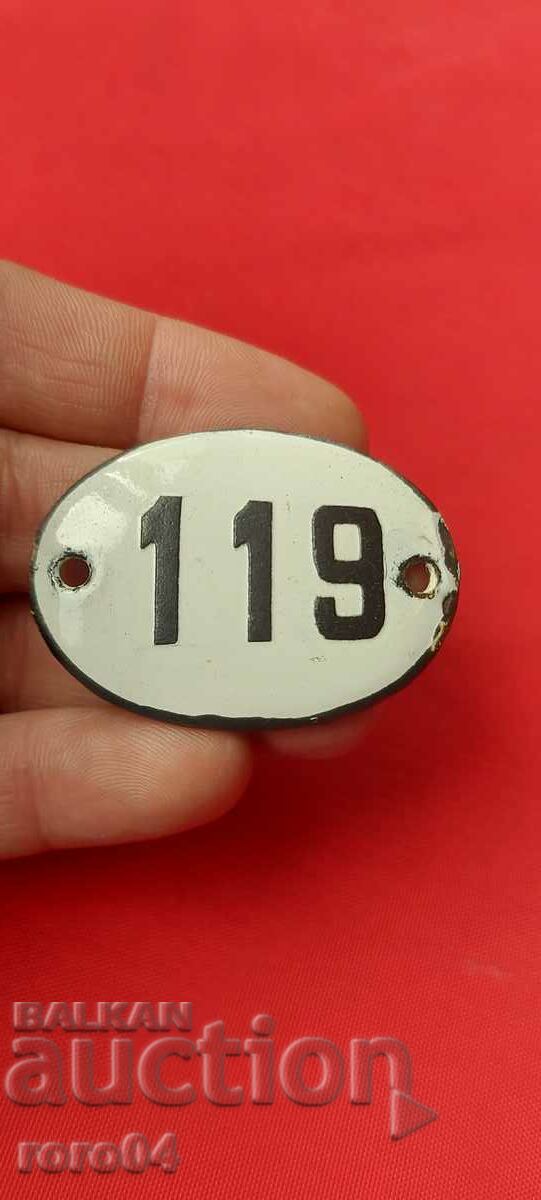 119
BALKAN
auction
roro04